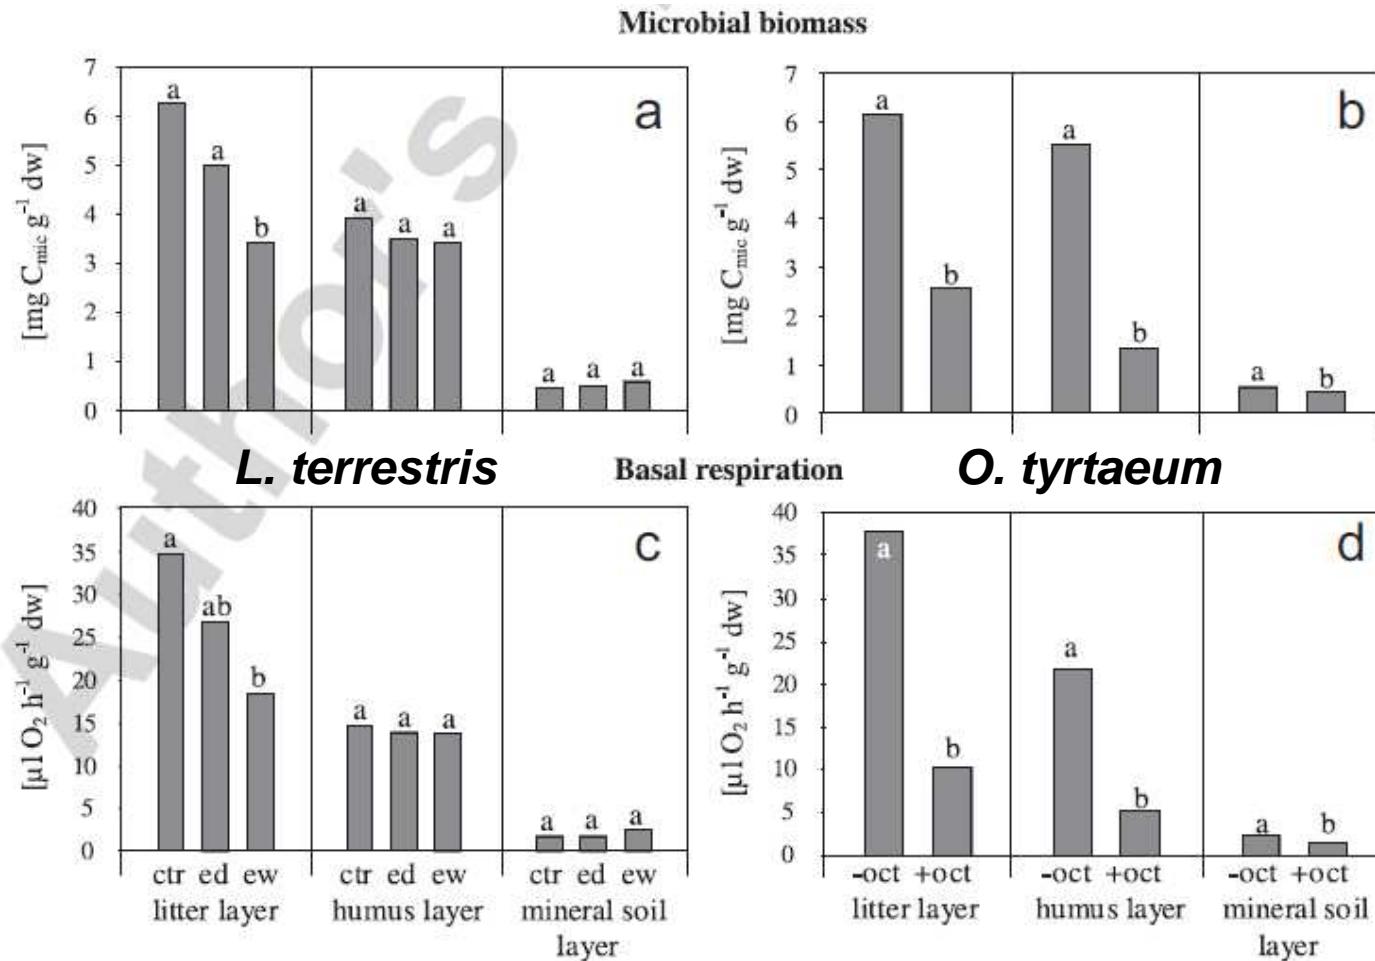 Microbial biomass
[mg Cmic g-1 dw]
7
6
5
4
3
2
1
0
a
a
b
a
a
a
a
a
a
a
[mg Cmic g-1 dw]
7
6
5
4
3
2
1
0
a
b
a
b
a
b
b
L. terrestris
Basal respiration
O. tyrtaeum
[µl O2 h-1 g-1 dw]
40
35
30
25
20
15
10
5
0
a
ab
b
a
a
a
a
a
a
c
ctr ed ew
litter layer
ctr ed ew
humus layer
ctr ed ew
mineral soil
layer
[µl O2 h-1 g-1 dw]
40
35
30
25
20
15
10
5
0
a
b
a
b
a
b
d
-oct +oct
litter layer
-oct +oct
humus layer
-oct +oct
mineral soil
layer
Author's